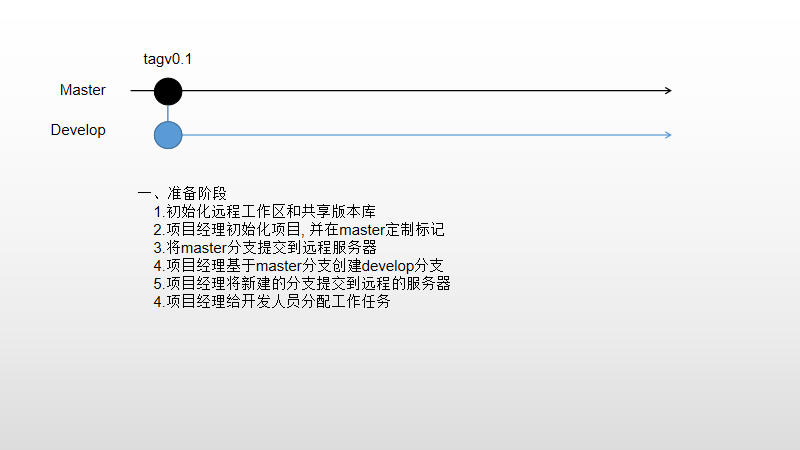 tagv0.1
Master
Develop
一、准备阶段
1.初始化远程工作区和共享版本库
2.项目经理初始化项目, 并在master定制标记
3.将master分支提交到远程服务器
4.项目经理基于master分支创建develop分支
5.项目经理将新建的分支提交到远程的服务器
4.项目经理给开发人员分配工作任务